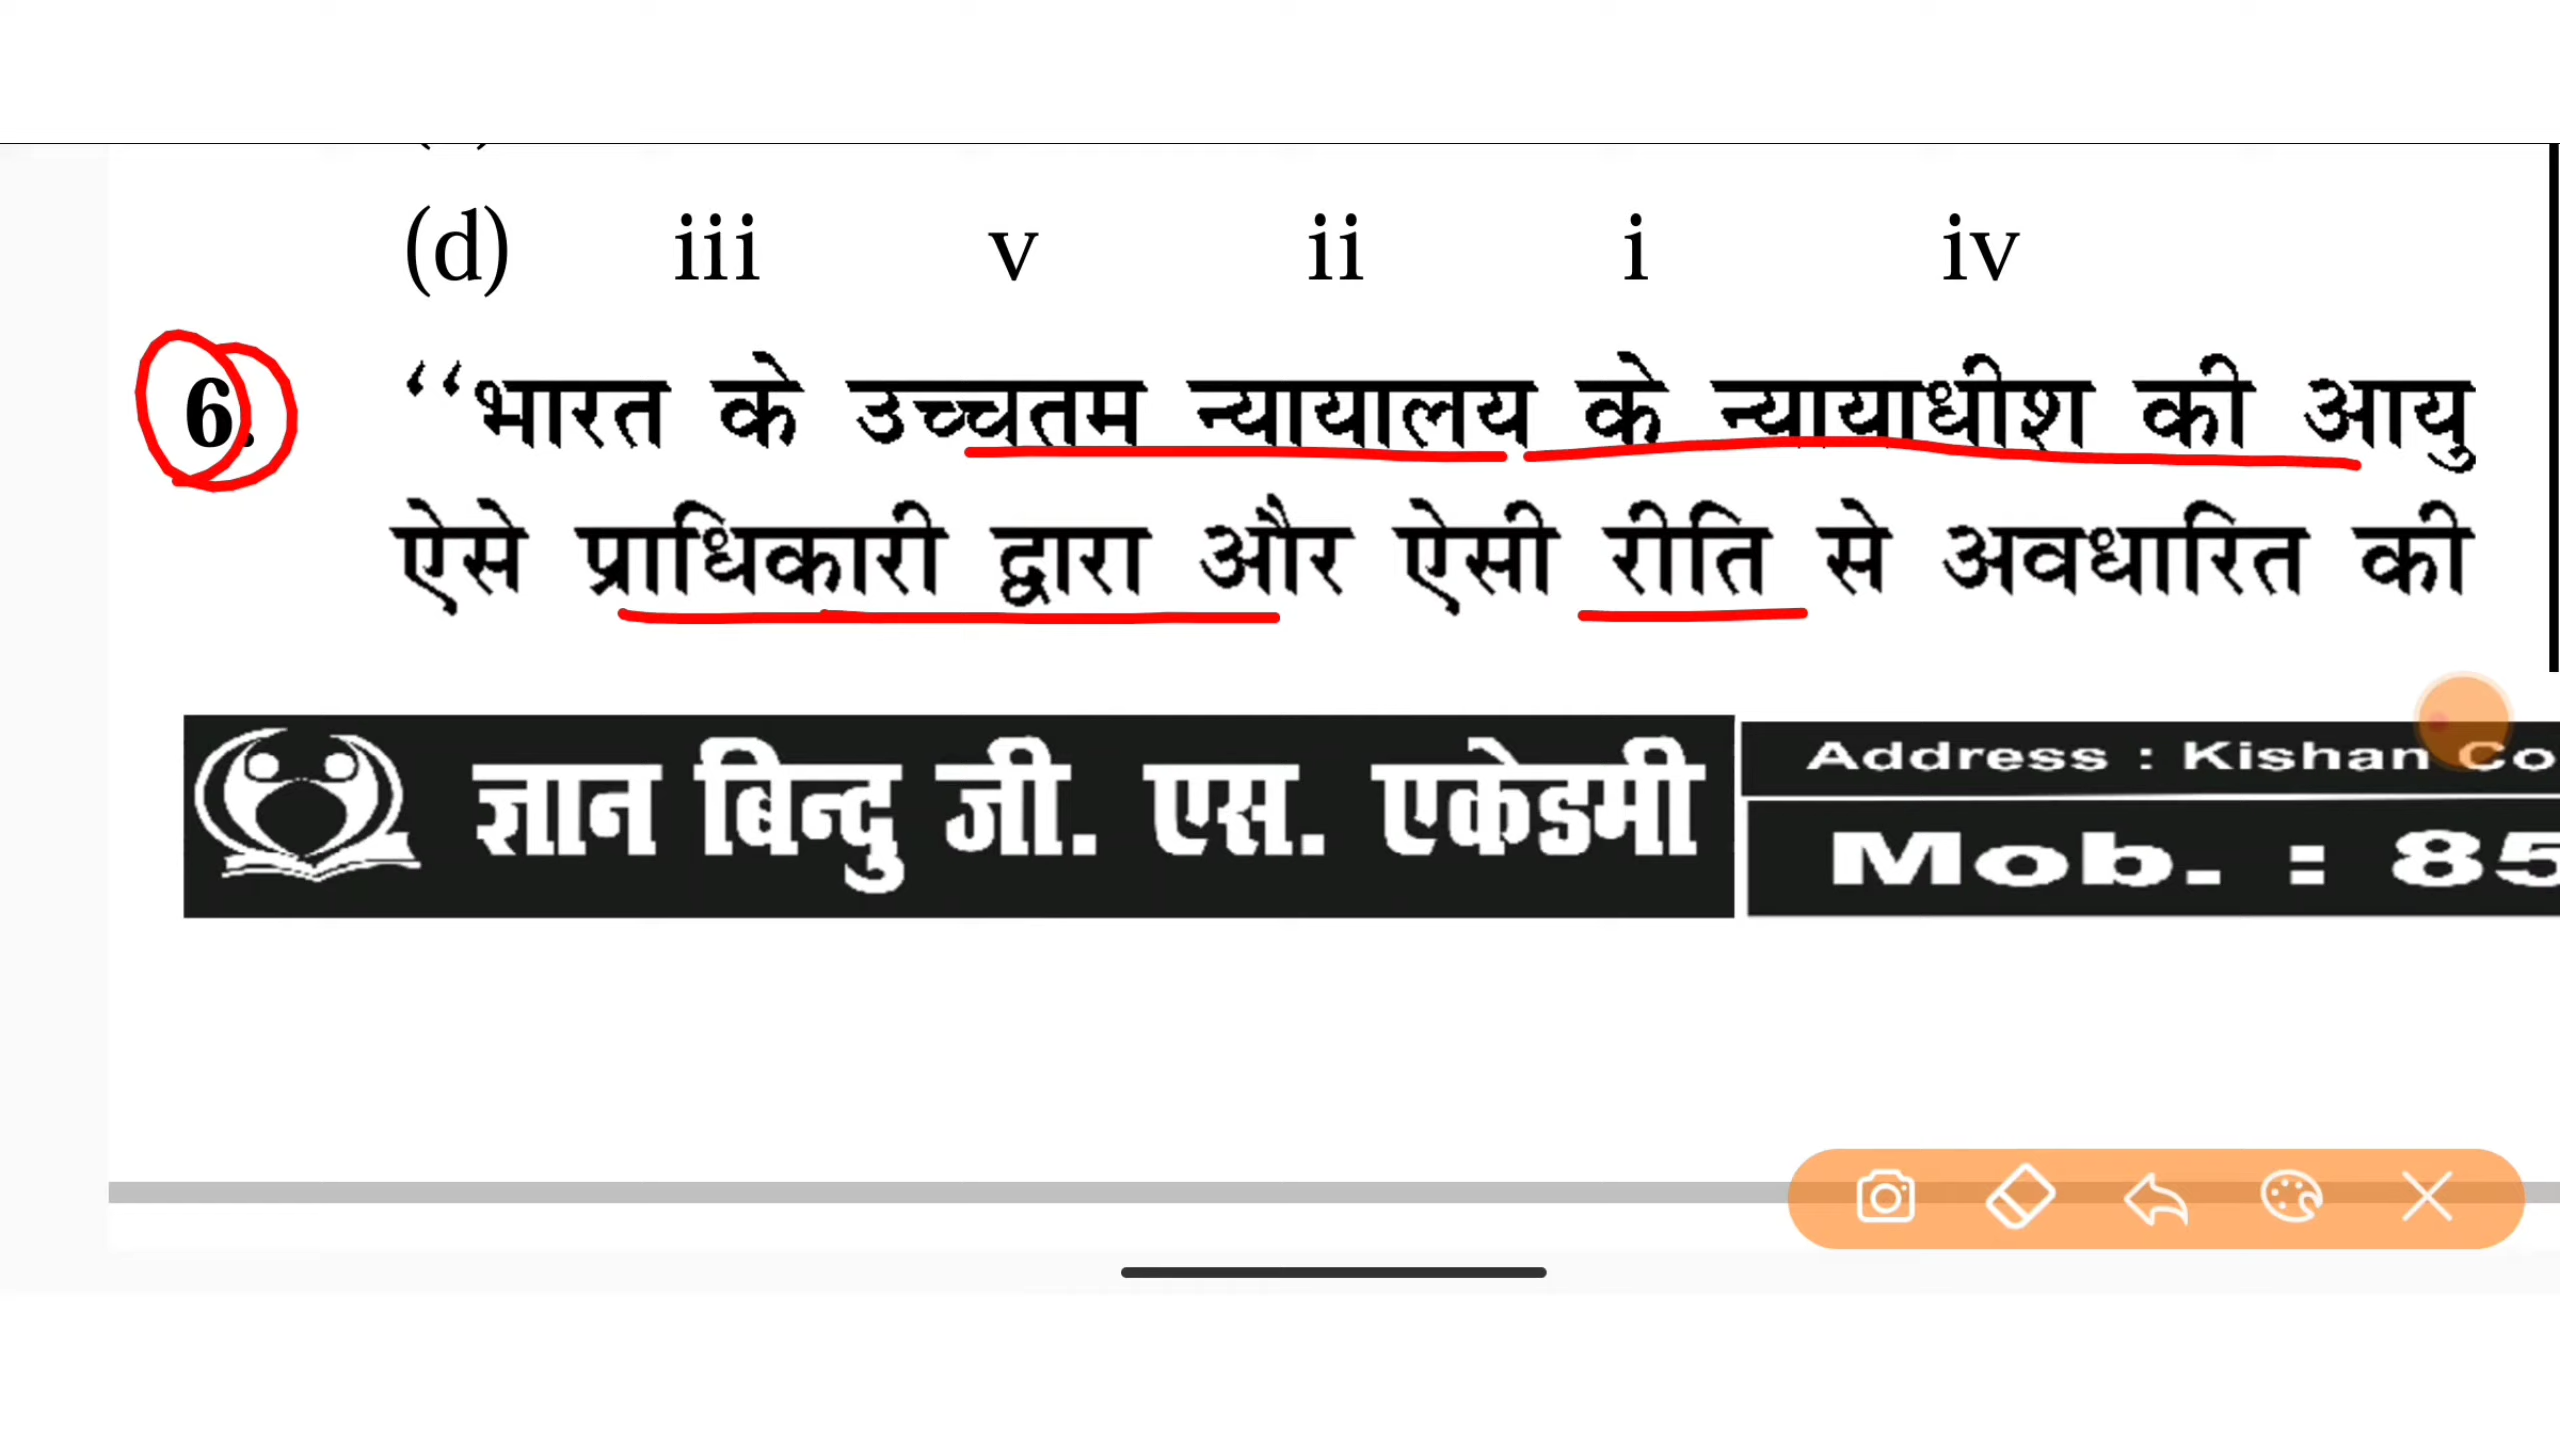 (d) iii v ii i iv
6. ‘‘भारत के उच्चतम न्यायालय के न्यायाधीश की आयु
ऐसे प्राधिकारी द्वारा और ऐसी रीति से अवधारित की
ज्ञान बिन्दु जी. एस. एकेडमी
Address : Kishan Co
Mob. : 85